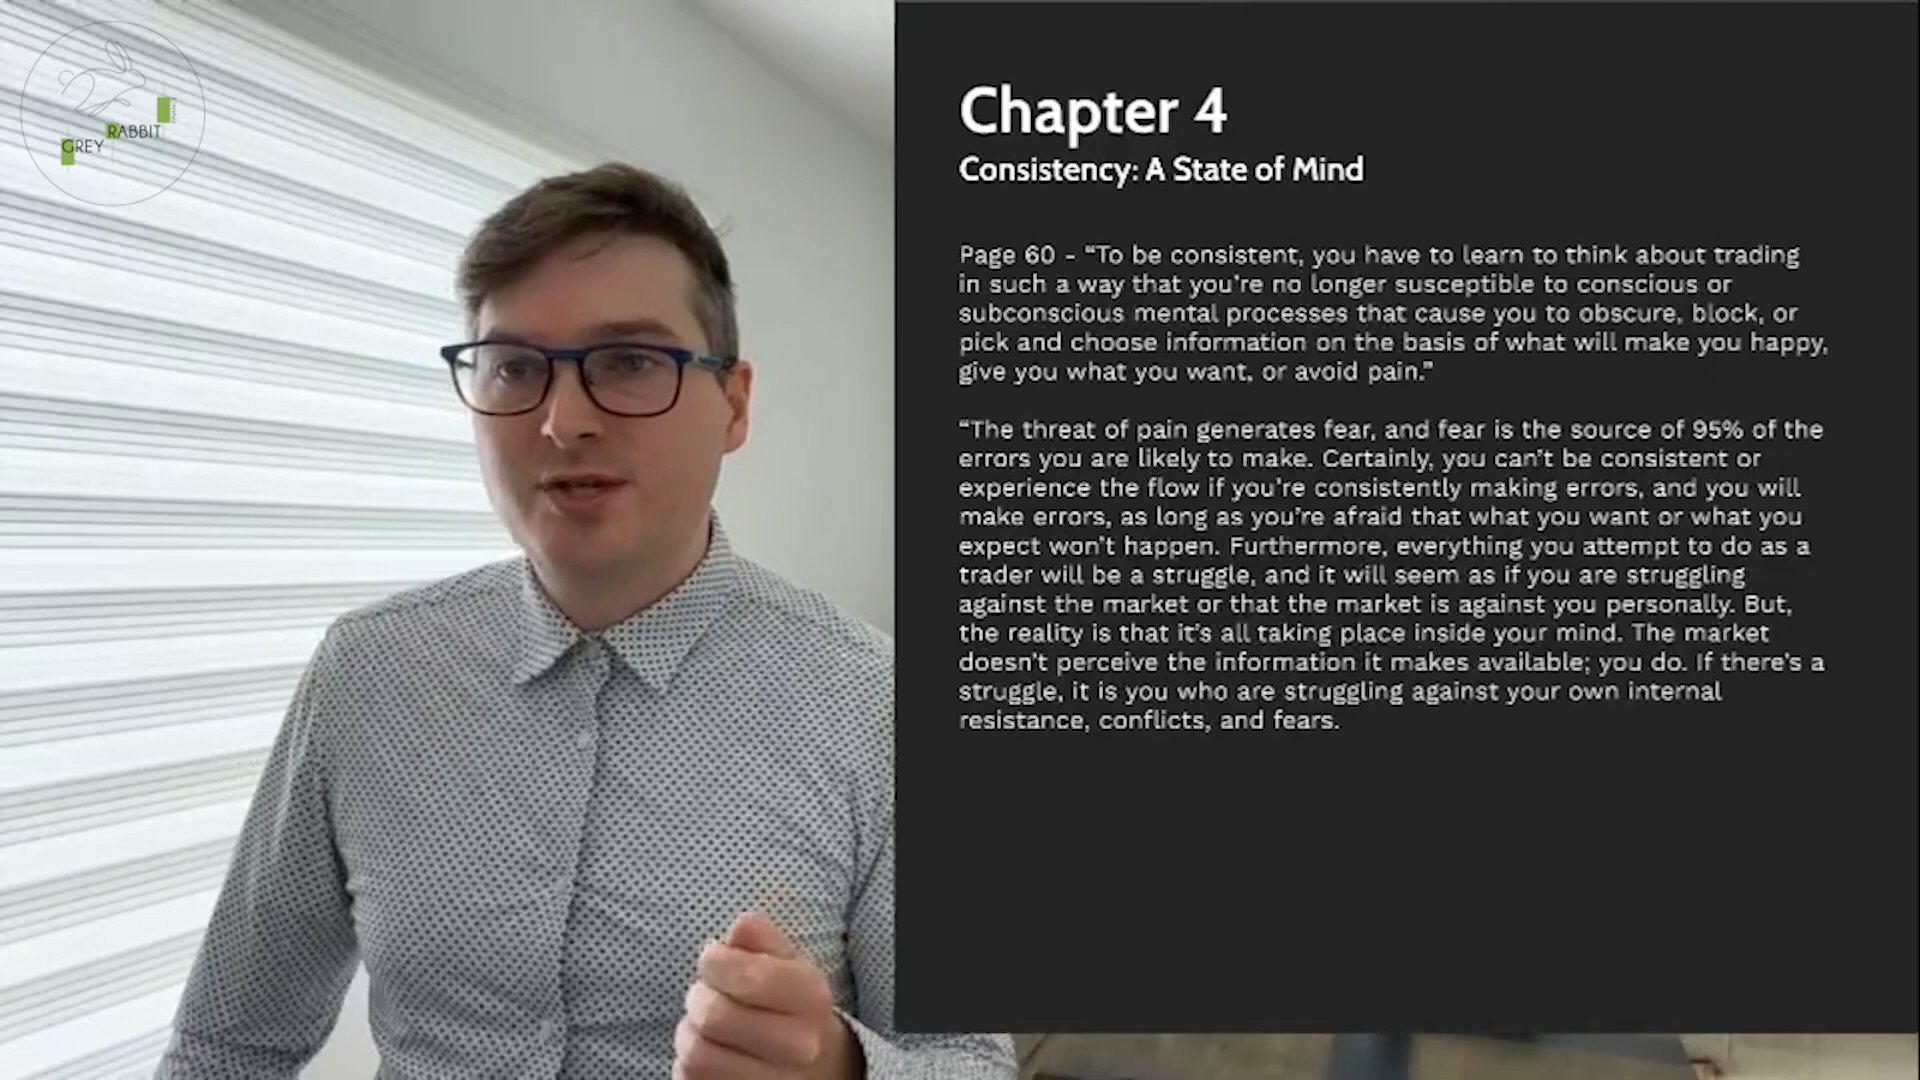 GREY RABBIT
Chapter 4
Consistency: A State of Mind
Page 60 - “To be consistent, you have to learn to think about trading
in such a way that you’re no longer susceptible to conscious or
subconscious mental processes that cause you to obscure, block, or
pick and choose information on the basis of what will make you happy,
give you what you want, or avoid pain.”
“The threat of pain generates fear, and fear is the source of 95% of the
errors you are likely to make. Certainly, you can’t be consistent or
experience the flow if you’re consistently making errors, and you will
make errors, as long as you’re afraid that what you want or what you
expect won’t happen. Furthermore, everything you attempt to do as a
trader will be a struggle, and it will seem as if you are struggling
against the market or that the market is against you personally. But,
the reality is that it’s all taking place inside your mind. The market
doesn’t perceive the information it makes available; you do. If there’s a
struggle, it is you who are struggling against your own internal
resistance, conflicts, and fears.